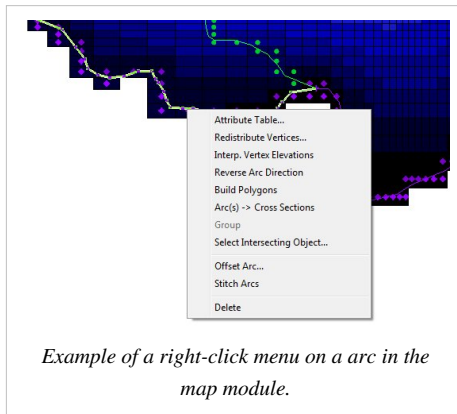 Attribute Table...
Redistribute Vertices...
Interp. Vertex Elevations
Reverse Arc Direction
Build Polygons
Arc(s) -> Cross Sections
Group
Select Intersecting Object...
Offset Arc...
Stitch Arcs
Delete
Example of a right-click menu on a arc in the
map module.